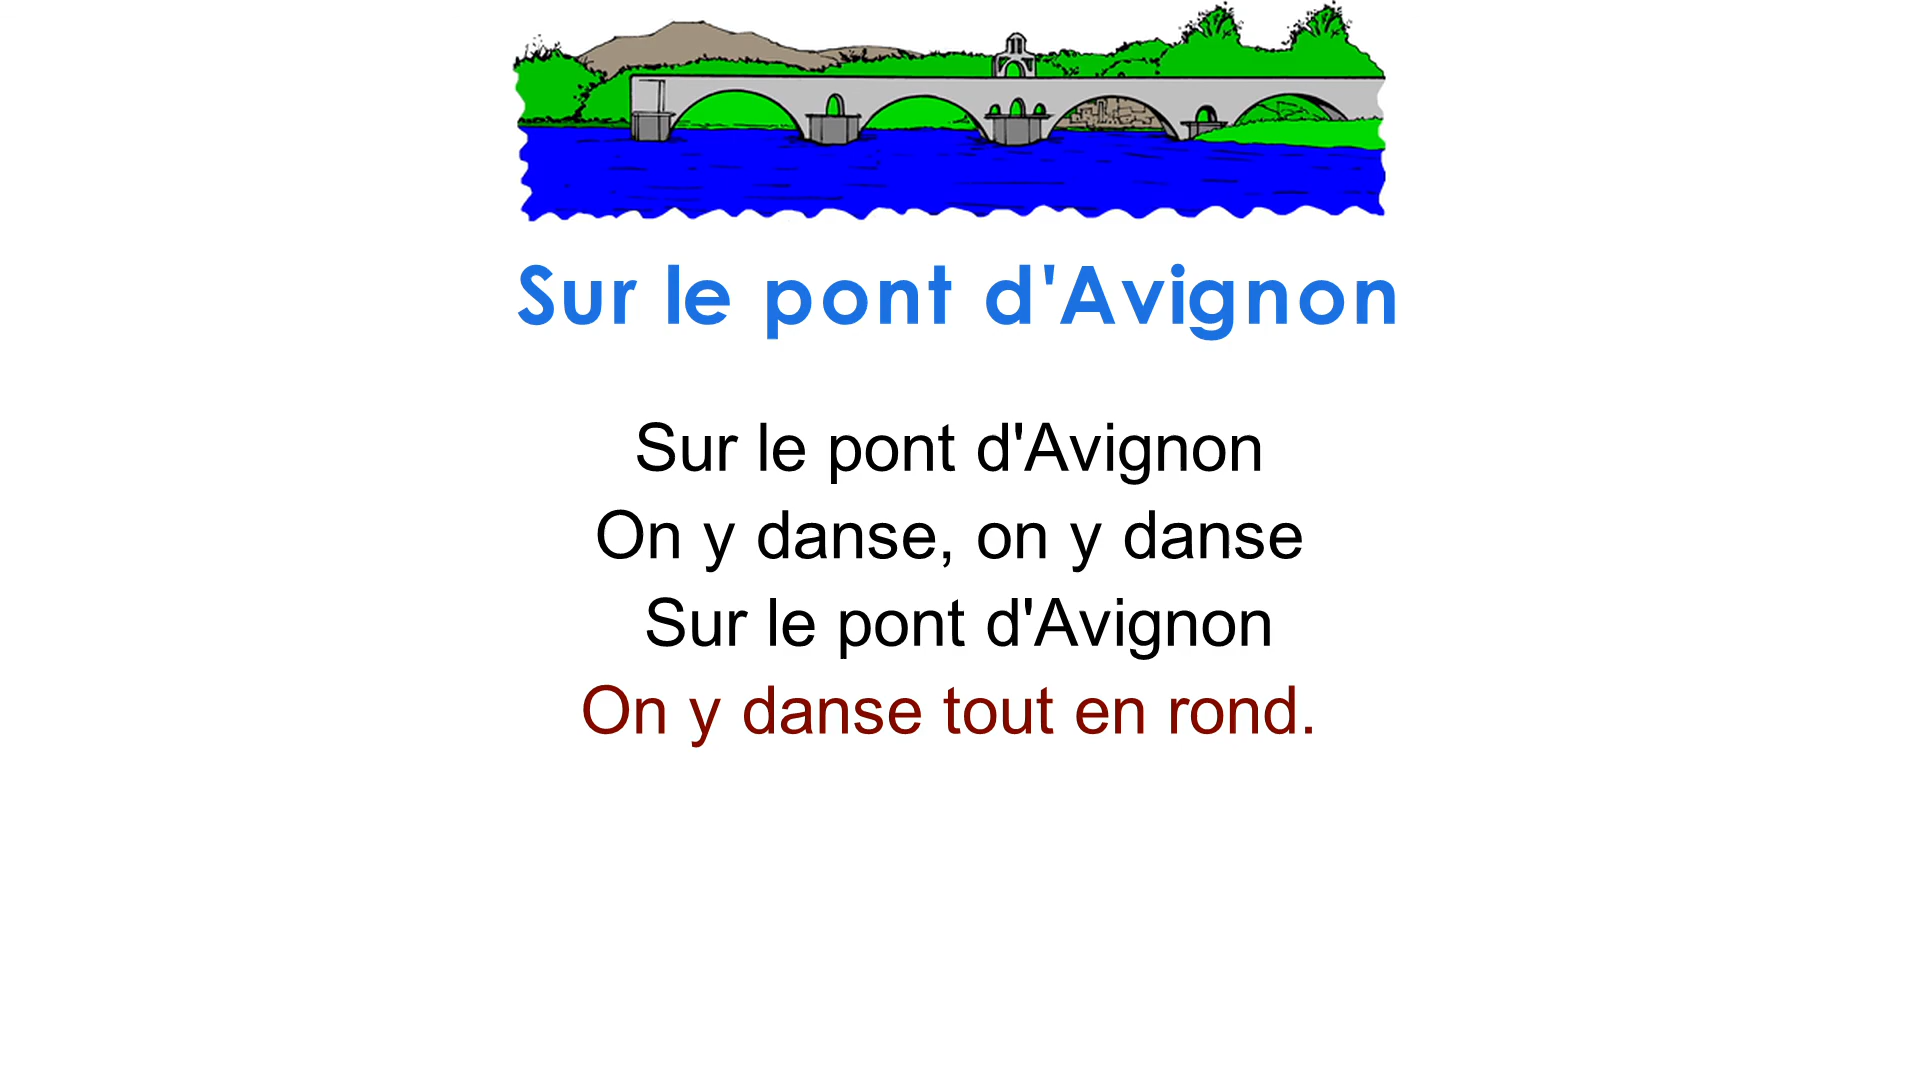 Sur le pont d'Avignon
Sur le pont d'Avignon
On y danse, on y danse
Sur le pont d'Avignon
On y danse tout en rond.